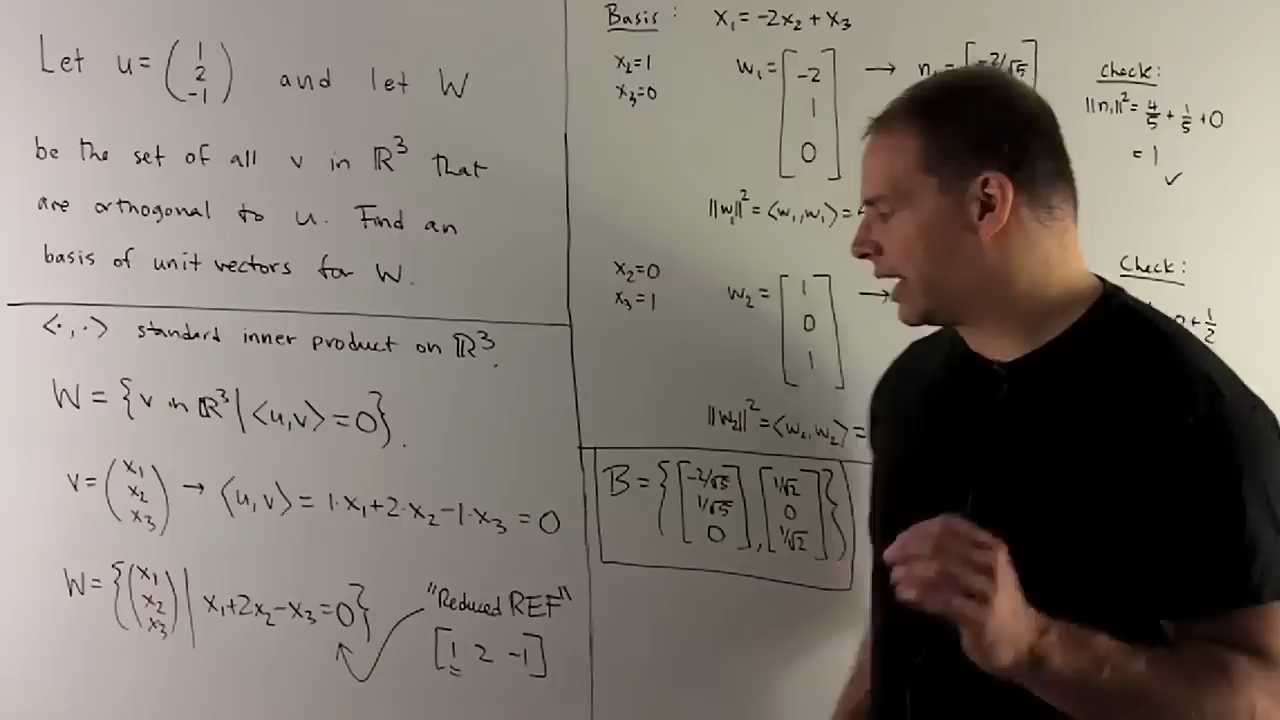 Let u = (1 2 -1) and let W
be the set of all v in ℝ³ that
are orthogonal to u. Find an
basis of unit vectors for W.
<·,·> standard inner product on ℝ³.
W = {v in ℝ³ | <u,v> = 0}.
v = (x₁ x₂ x₃) → <u,v> = 1·x₁+2·x₂-1·x₃ = 0
W = {(x₁ x₂ x₃) | x₁+2x₂-x₃=0}
"Reduced REF"
[1 2 -1]
Basis: x₁ = -2x₂ + x₃
x₂=1
x₃=0
w₁ = [-2 1 0] →
-2/√5
||w₁||² = <w₁,w₁> =
Check:
||n₁||² = 4/5 + 1/5 + 0
= 1
✓
x₂=0
x₃=1
w₂ = [1 0 1] →
||w₂||² = <w₂,w₂> =
Check:
+ 1/2
B = {[-2/√5 1/√5 0], [1/√2 0 1/√2]}